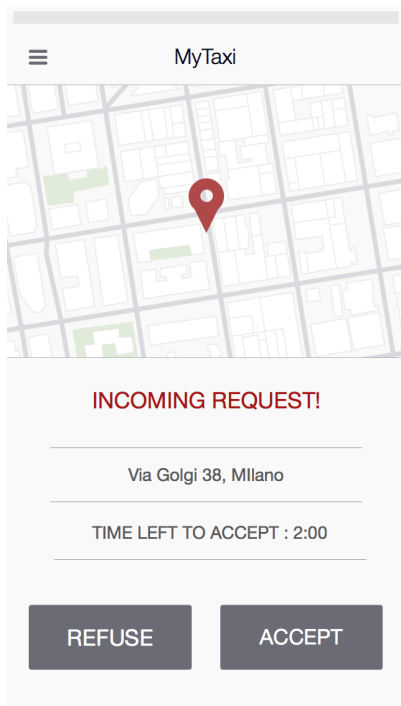 MyTaxi
INCOMING REQUEST!
Via Golgi 38, MIlano
TIME LEFT TO ACCEPT : 2:00
REFUSE
ACCEPT